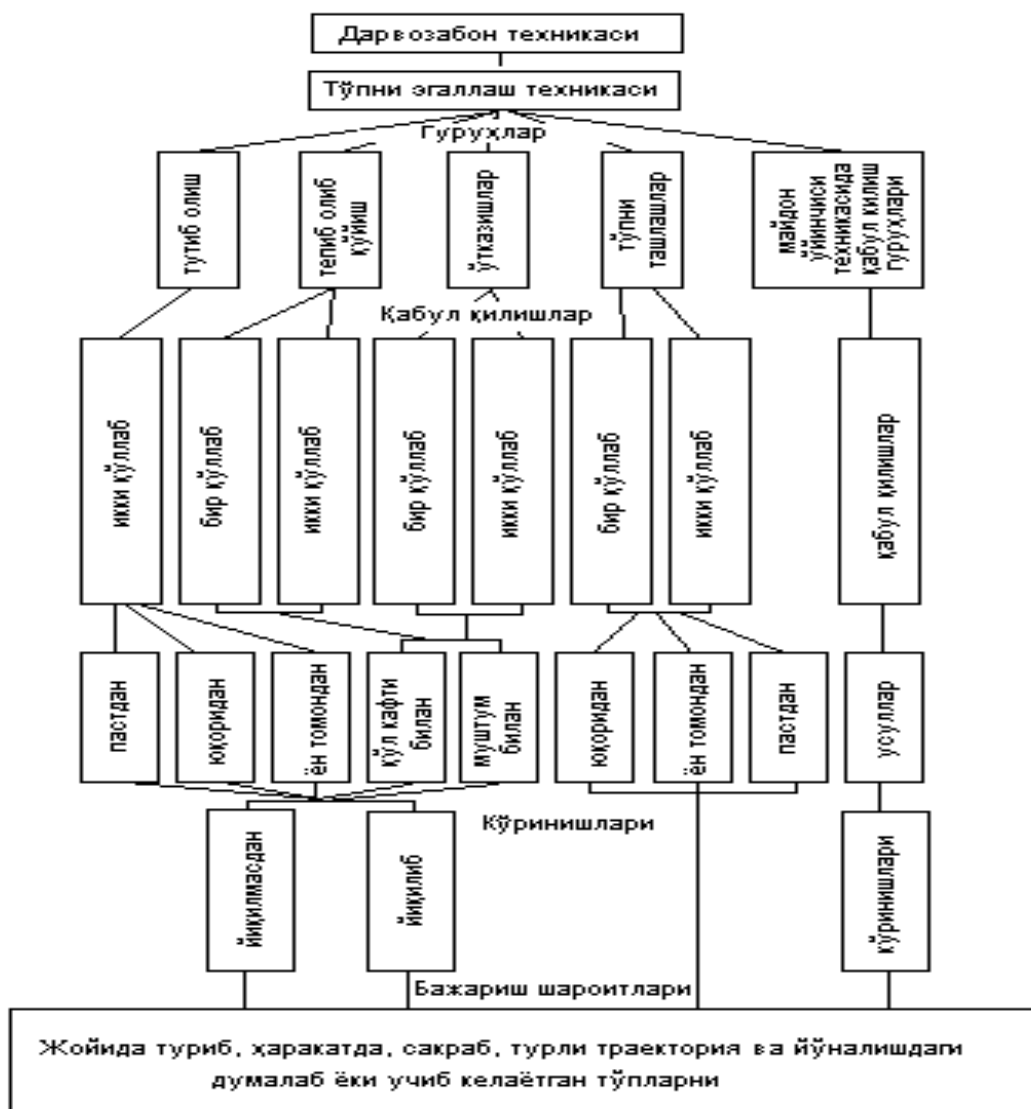 Дарвозабон техникаси
Тўпни эгаллаш техникаси
Гуруҳлар
тутиб олиш
тепиб олиб
қўйиш
ўтказишлар
тўпни
ташлашлар
майдон
ўйинчиси
техникасида
қабул килиш
гуруҳлари
Қабул қилишлар
икки қўллаб
бир қўллаб
икки қўллаб
бир қўллаб
икки қўллаб
бир қўллаб
икки қўллаб
қабул қилишлар
пастдан
юқоридан
ён томондан
қўл кафти
билан
муштум
билан
юқоридан
ён томондан
пастдан
усуллар
Кўринишлари
йиқилмасдан
йиқилиб
кўринишлари
Бажариш шароитлари
Жойида туриб, ҳаракатда, сакраб, турли траектория ва йўналишдаги
думалаб ёки учиб келаётган тўпларни